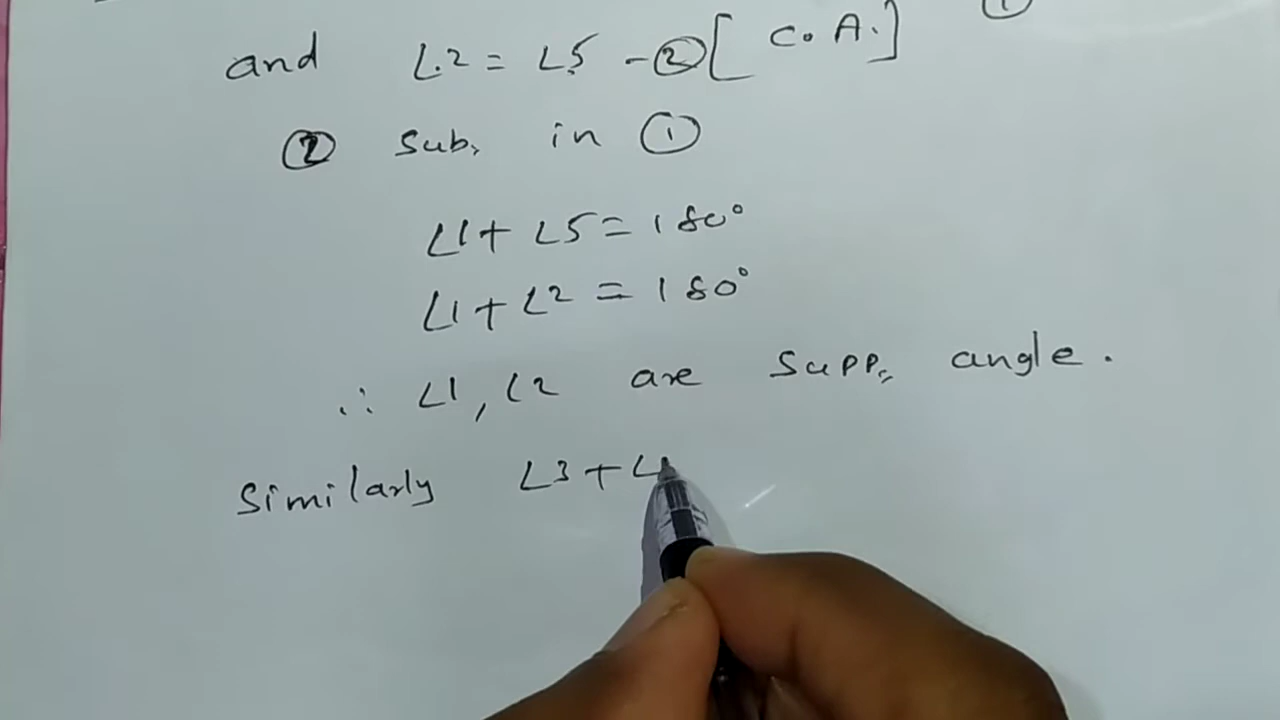 ①
and ∠2 = ∠5 - ② [ C. A. ]
② Sub, in ①
∠1 + ∠5 = 180°
∠1 + ∠2 = 180°
∴ ∠1, ∠2 are Supp, angle.
Similarly ∠3 + ∠